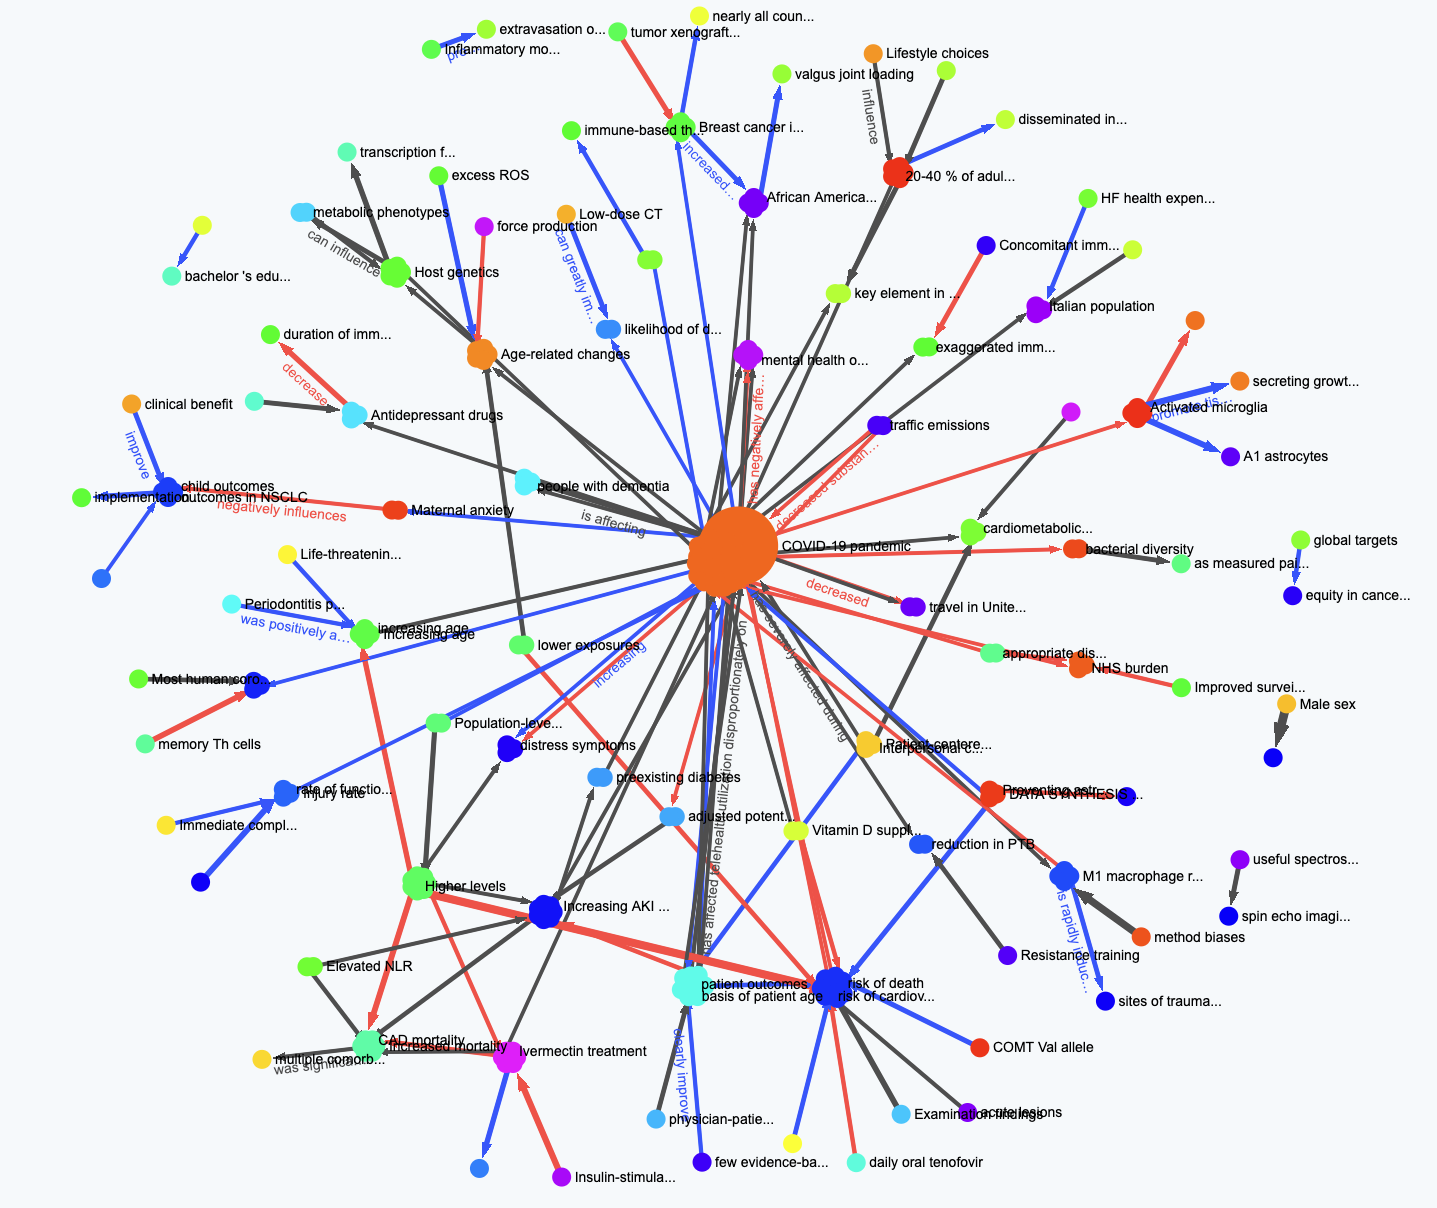 nearly all coun...
extravasation o...
tumor xenograft...
Inflammatory mo...
pro...
Lifestyle choices
valgus joint loading
influence
disseminated in...
immune-based th...
Breast cancer i...
increased...
transcription f...
excess ROS
20-40 % of adul...
African America...
HF health expen...
metabolic phenotypes
Low-dose CT
force production
can influence
can greatly im...
Concomitant imm...
bachelor 's edu...
Host genetics
key element in ...
Italian population
duration of imm...
likelihood of d...
exaggerated imm...
Age-related changes
mental health o...
decrease
has negatively affe...
secreting growt...
clinical benefit
Antidepressant drugs
Activated microglia
promote tis...
traffic emissions
improve
decreased substan...
A1 astrocytes
child outcomes
people with dementia
implementation
outcomes in NSCLC
negatively influences
Maternal anxiety
is affecting
cardiometabolic...
global targets
COVID-19 pandemic
bacterial diversity
Life-threatenin...
as measured pai...
decreased
equity in cance...
Periodontitis p...
travel in Unite...
was positively a...
increasing age
Increasing age
lower exposures
appropriate dis...
increasing
NHS burden
Most human coro...
Improved survei...
Male sex
Population-leve...
was severely affected during
has affected telehealth utilization disproportionately on
memory Th cells
distress symptoms
Patient centere...
Interpersonal c...
preexisting diabetes
rate of functio...
Injury rate
Preventing astr...
DATA SYNTHESIS ...
Immediate compl...
adjusted potent...
Vitamin D suppl...
reduction in PTB
useful spectros...
M1 macrophage r...
Higher levels
is rapidly induc...
Increasing AKI ...
spin echo imagi...
method biases
Elevated NLR
Resistance training
patient outcomes
risk of death
basis of patient age
risk of cardiov...
sites of trauma...
CAD mortality
Increased mortality
Ivermectin treatment
multiple comorb...
was significa...
COMT Val allele
clearly improve
physician-patie...
Examination findings
acute lesions
few evidence-ba...
daily oral tenofovir
Insulin-stimula...